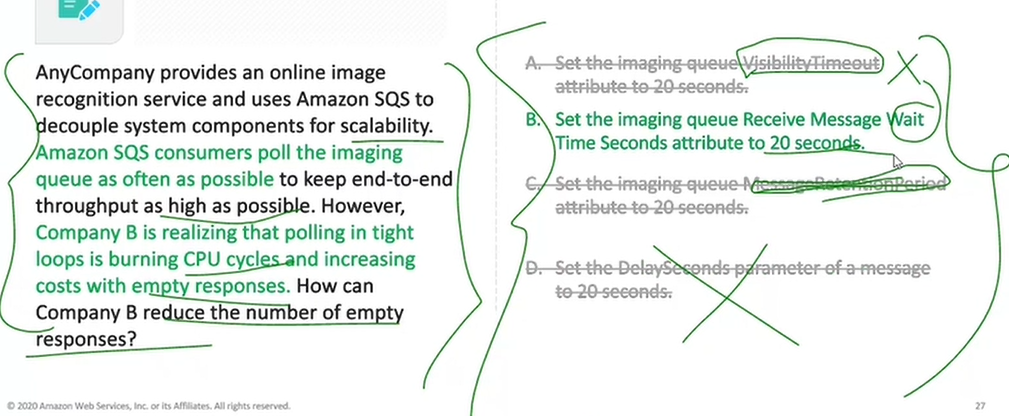 AnyCompany provides an online image
recognition service and uses Amazon SQS to
decouple system components for scalability.
Amazon SQS consumers poll the imaging
queue as often as possible to keep end-to-end
throughput as high as possible. However,
Company B is realizing that polling in tight
loops is burning CPU cycles and increasing
costs with empty responses. How can
Company B reduce the number of empty
responses?
A. Set the imaging queue VisibilityTimeout
attribute to 20 seconds.
B. Set the imaging queue Receive Message Wait
Time Seconds attribute to 20 seconds.
C. Set the imaging queue MessageRetentionPeriod
attribute to 20 seconds.
D. Set the DelaySeconds parameter of a message
to 20 seconds.
© 2020 Amazon Web Services, Inc. or its Affiliates. All rights reserved.
27